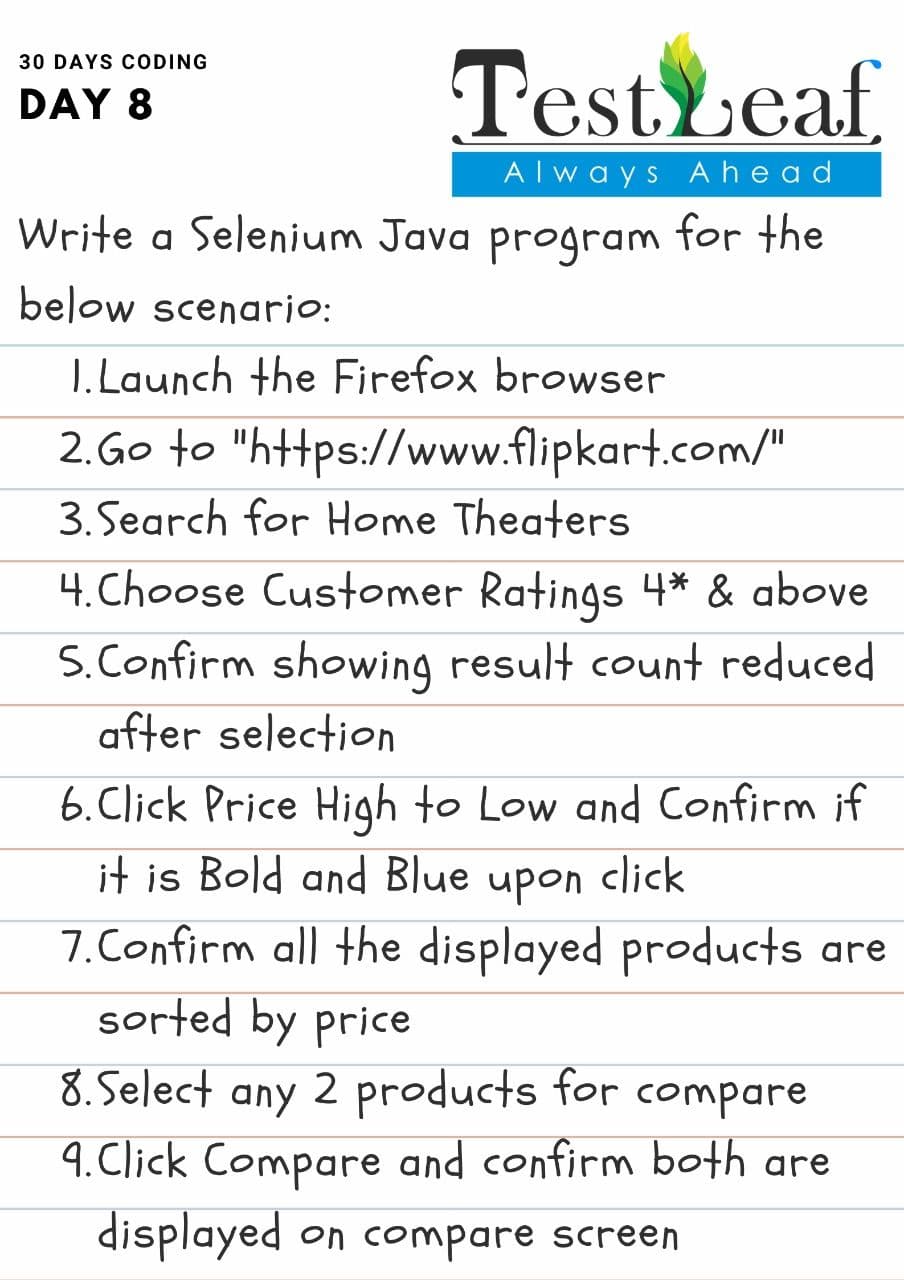 30 DAYS CODING
DAY 8
TestLeaf
Always Ahead
Write a Selenium Java program for the
below scenario:
1.Launch the Firefox browser
2.Go to "https://www.flipkart.com/"
3.Search for Home Theaters
4.Choose Customer Ratings 4* & above
5.Confirm showing result count reduced
after selection
6.Click Price High to Low and Confirm if
it is Bold and Blue upon click
7.Confirm all the displayed products are
sorted by price
8.Select any 2 products for compare
9.Click Compare and confirm both are
displayed on compare screen